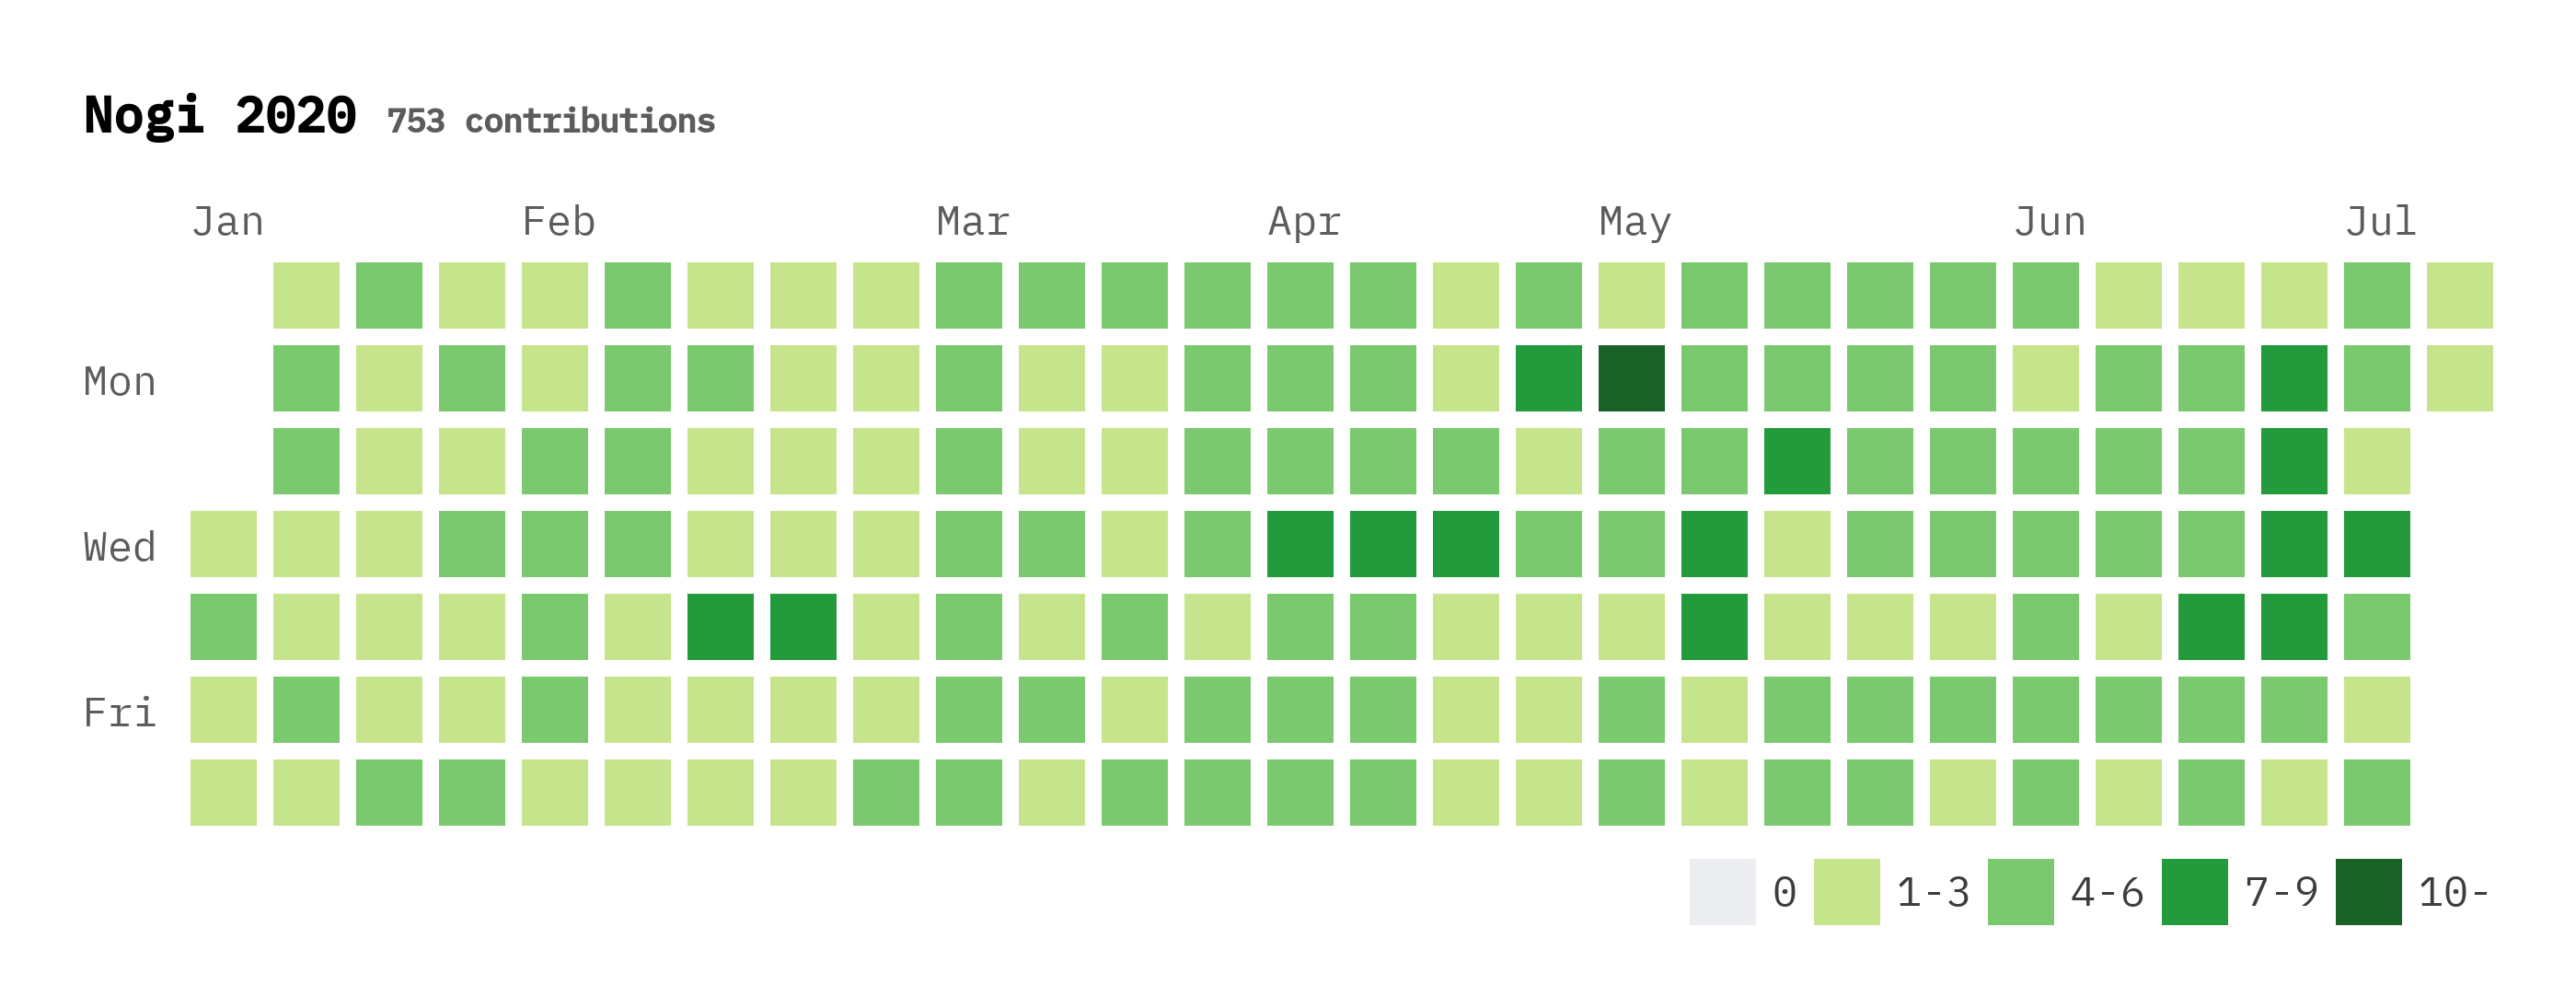 Nogi 2020 753 contributions
Jan Feb Mar Apr May Jun Jul
Mon
Wed
Fri
0 1-3 4-6 7-9 10-